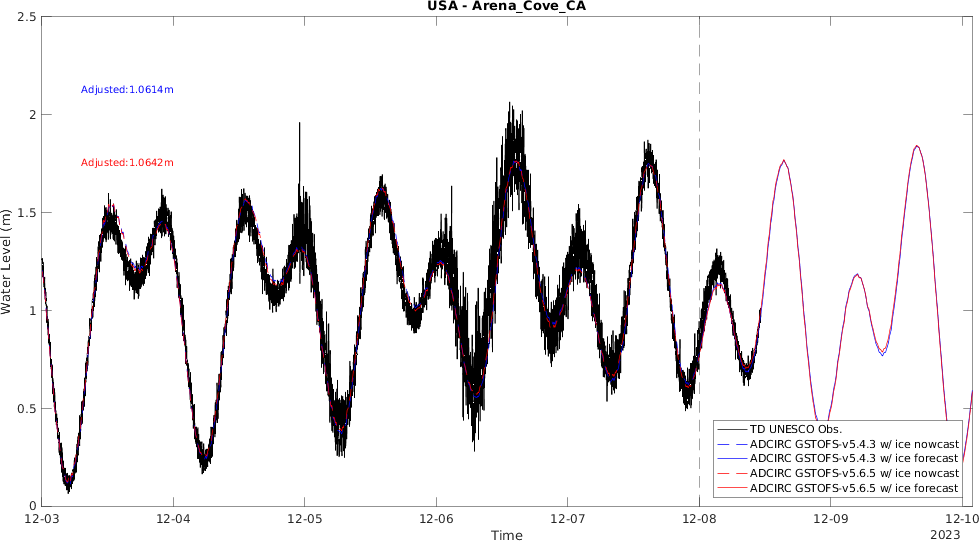 USA - Arena_Cove_CA
2.5
2
1.5
1
0.5
0
Water Level (m)
Adjusted:1.0614m
Adjusted:1.0642m
TD UNESCO Obs.
ADCIRC GSTOFS-v5.4.3 w/ ice nowcast
ADCIRC GSTOFS-v5.4.3 w/ ice forecast
ADCIRC GSTOFS-v5.6.5 w/ ice nowcast
ADCIRC GSTOFS-v5.6.5 w/ ice forecast
12-03 12-04 12-05 12-06 12-07 12-08 12-09 12-10
Time
2023